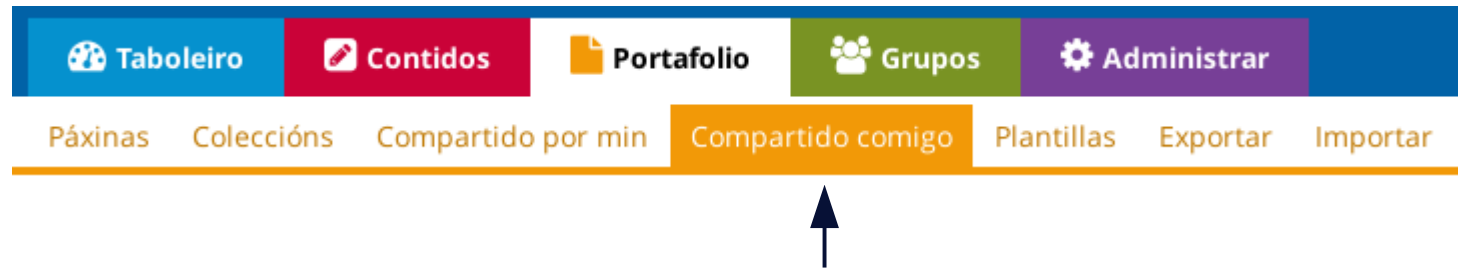 Taboleiro Contidos Portafolio Grupos Administrar
Páxinas Coleccións Compartido por min Compartido comigo Plantillas Exportar Importar